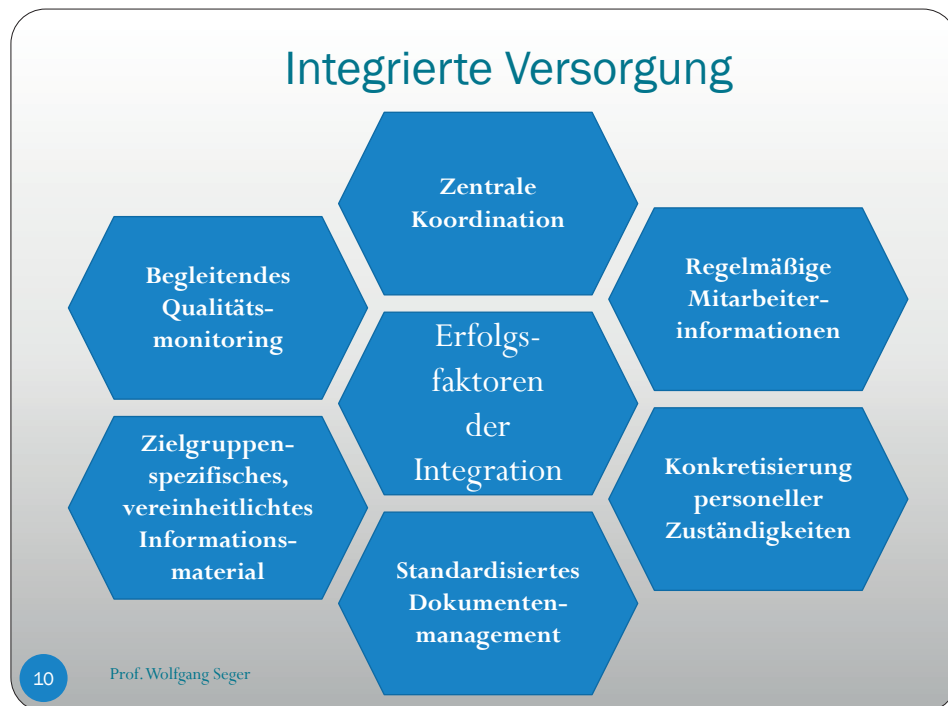 Integrierte Versorgung
Zentrale
Koordination
Regelmäßige
Mitarbeiter-
informationen
Begleitendes
Qualitäts-
monitoring
Erfolgs-
faktoren
der
Integration
Zielgruppen-
spezifisches,
vereinheitlichtes
Informations-
material
Konkretisierung
personeller
Zuständigkeiten
Standardisiertes
Dokumenten-
management
10
Prof. Wolfgang Seger